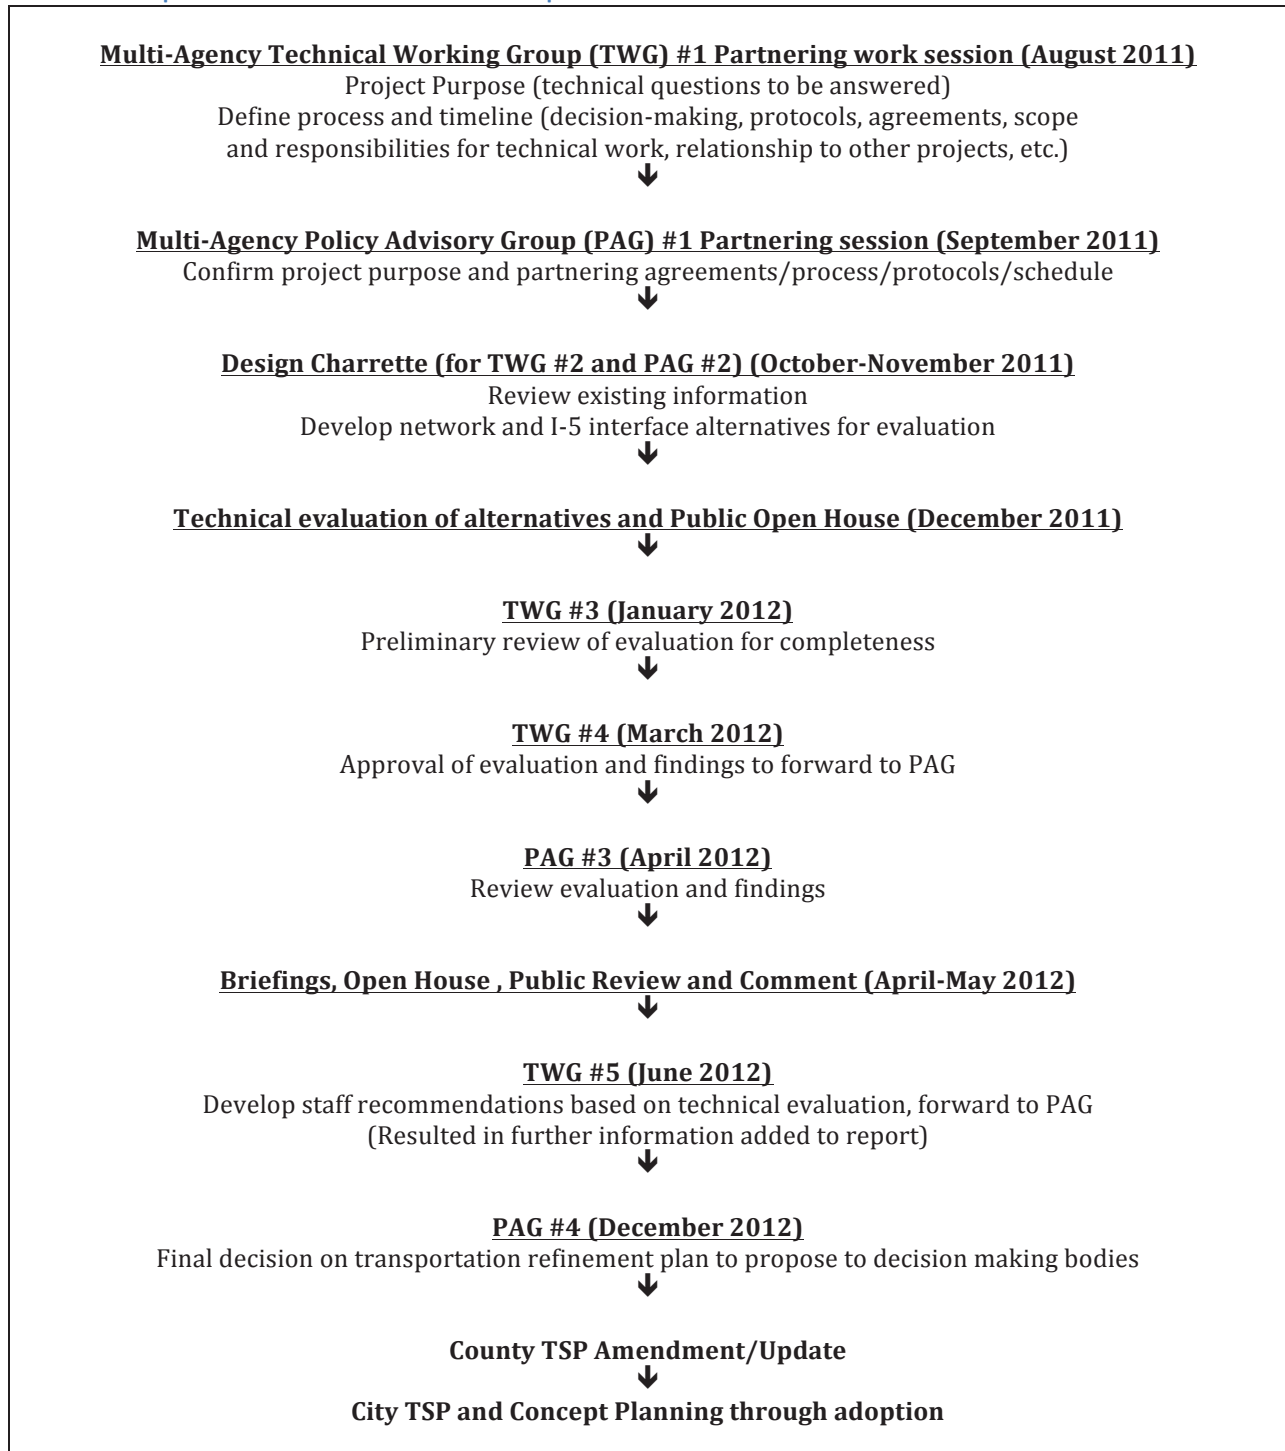 Multi-Agency Technical Working Group (TWG) #1 Partnering work session (August 2011)
Project Purpose (technical questions to be answered)
Define process and timeline (decision-making, protocols, agreements, scope
and responsibilities for technical work, relationship to other projects, etc.)
Multi-Agency Policy Advisory Group (PAG) #1 Partnering session (September 2011)
Confirm project purpose and partnering agreements/process/protocols/schedule
Design Charrette (for TWG #2 and PAG #2) (October-November 2011)
Review existing information
Develop network and I-5 interface alternatives for evaluation
Technical evaluation of alternatives and Public Open House (December 2011)
TWG #3 (January 2012)
Preliminary review of evaluation for completeness
TWG #4 (March 2012)
Approval of evaluation and findings to forward to PAG
PAG #3 (April 2012)
Review evaluation and findings
Briefings, Open House , Public Review and Comment (April-May 2012)
TWG #5 (June 2012)
Develop staff recommendations based on technical evaluation, forward to PAG
(Resulted in further information added to report)
PAG #4 (December 2012)
Final decision on transportation refinement plan to propose to decision making bodies
County TSP Amendment/Update
City TSP and Concept Planning through adoption